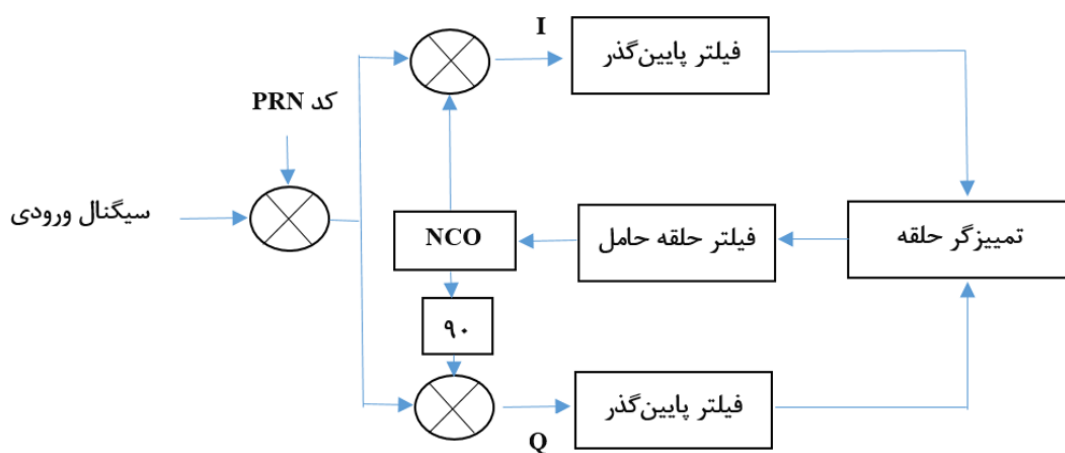 I
فیلتر پایین‌گذر
کد PRN
سیگنال ورودی
NCO
فیلتر حلقه حامل
تمییزگر حلقه
۹۰
فیلتر پایین‌گذر
Q